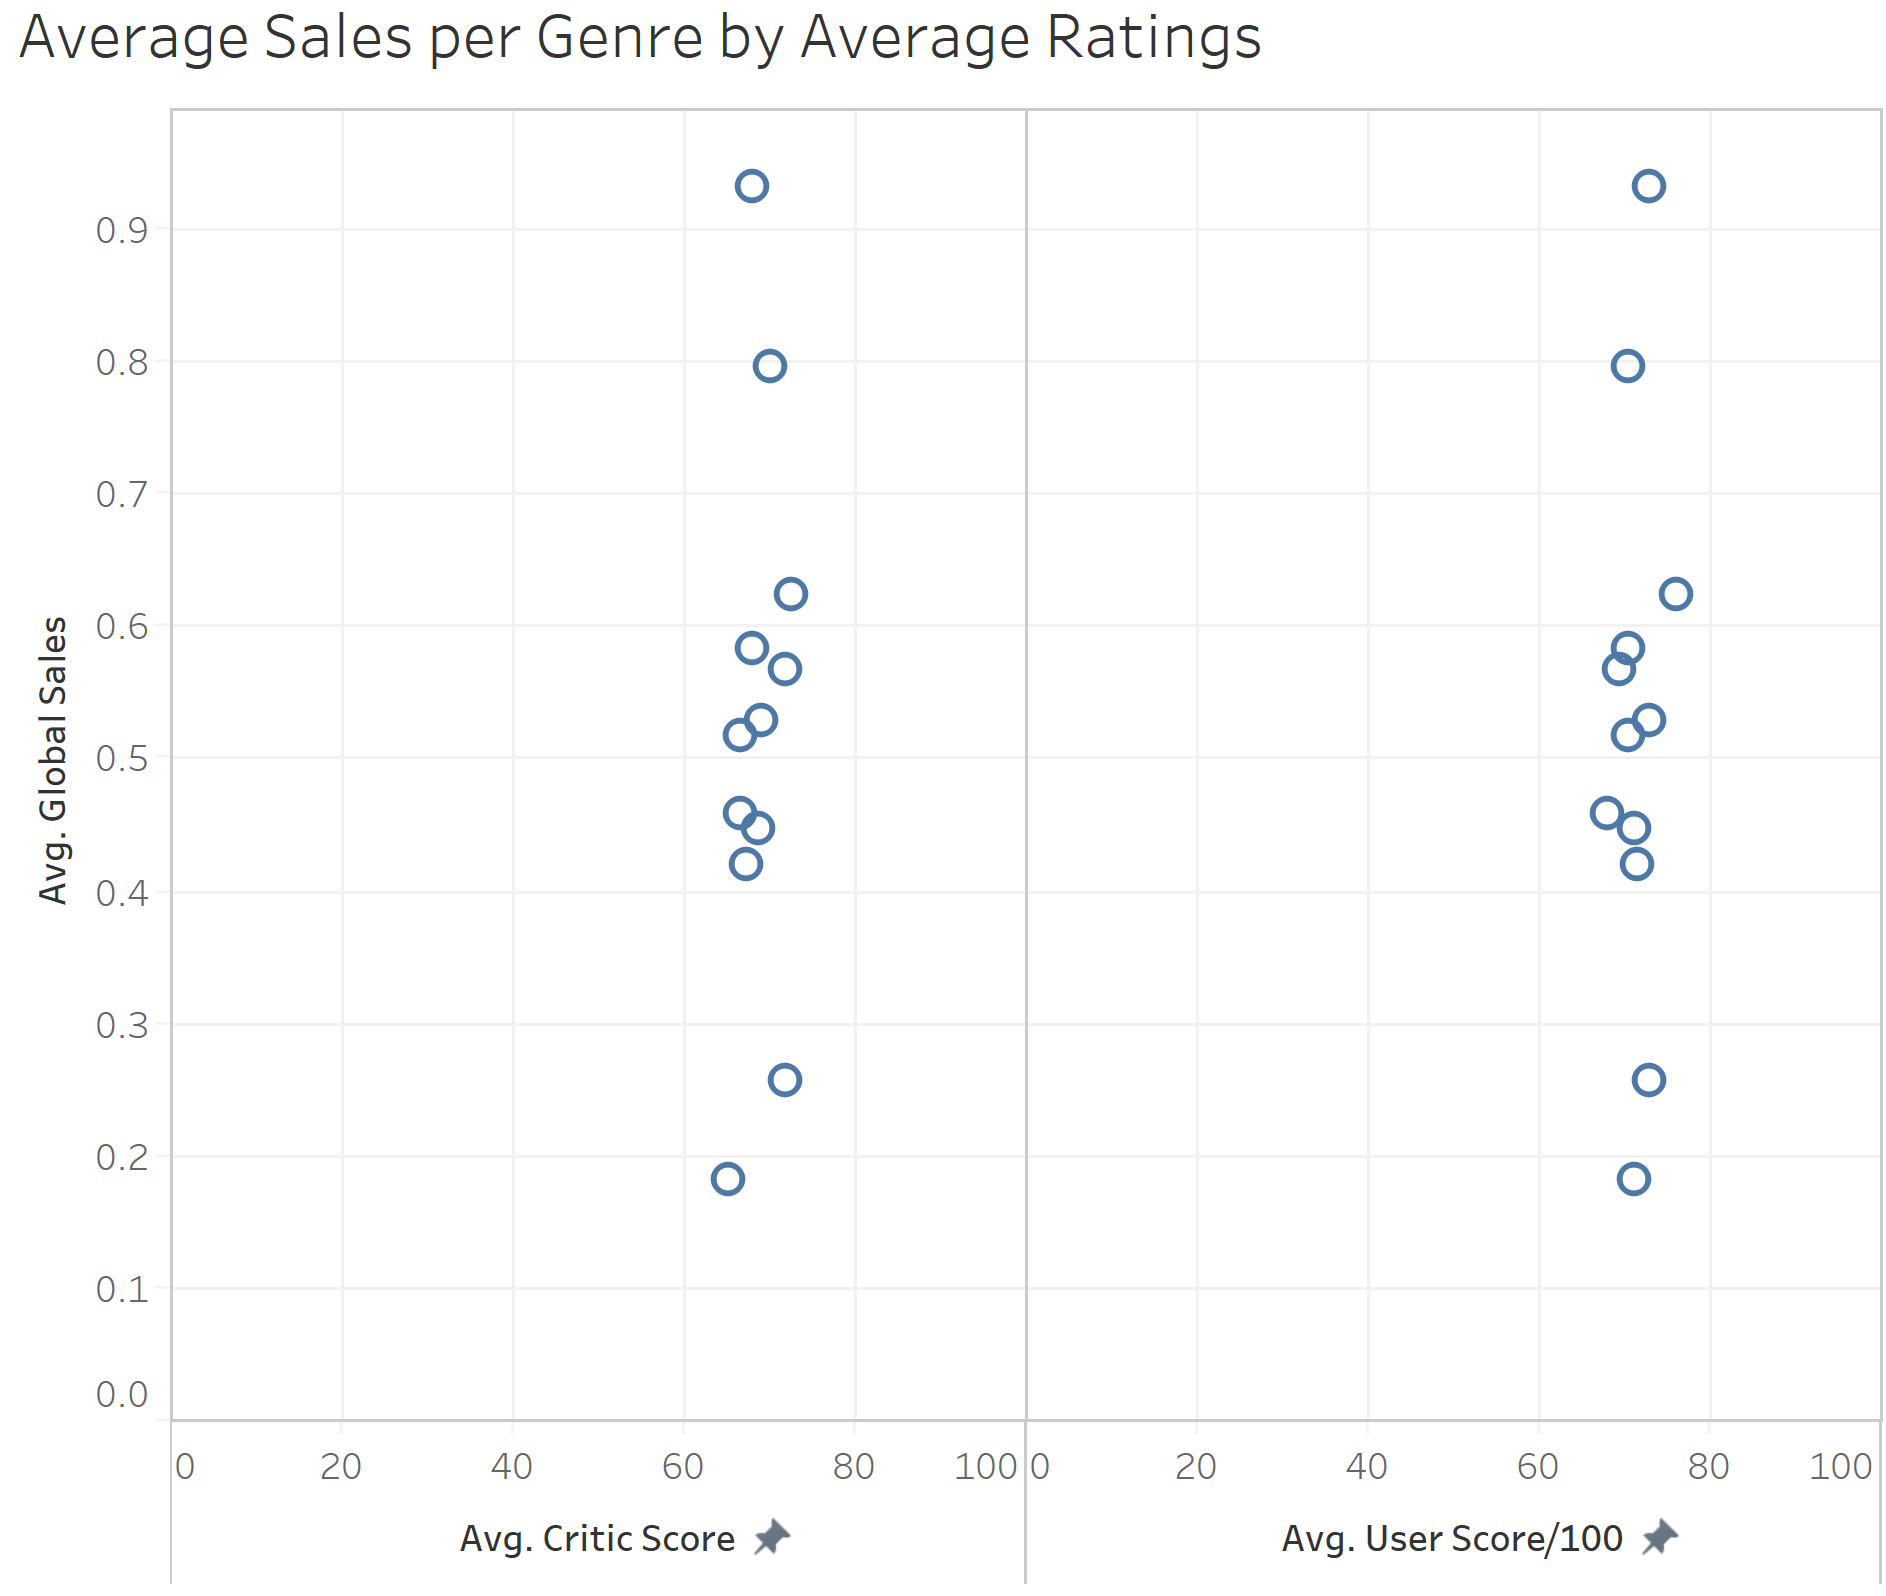 Average Sales per Genre by Average Ratings
Avg. Global Sales
0.9
0.8
0.7
0.6
0.5
0.4
0.3
0.2
0.1
0.0
0 20 40 60 80 100 0 20 40 60 80 100
Avg. Critic Score Avg. User Score/100